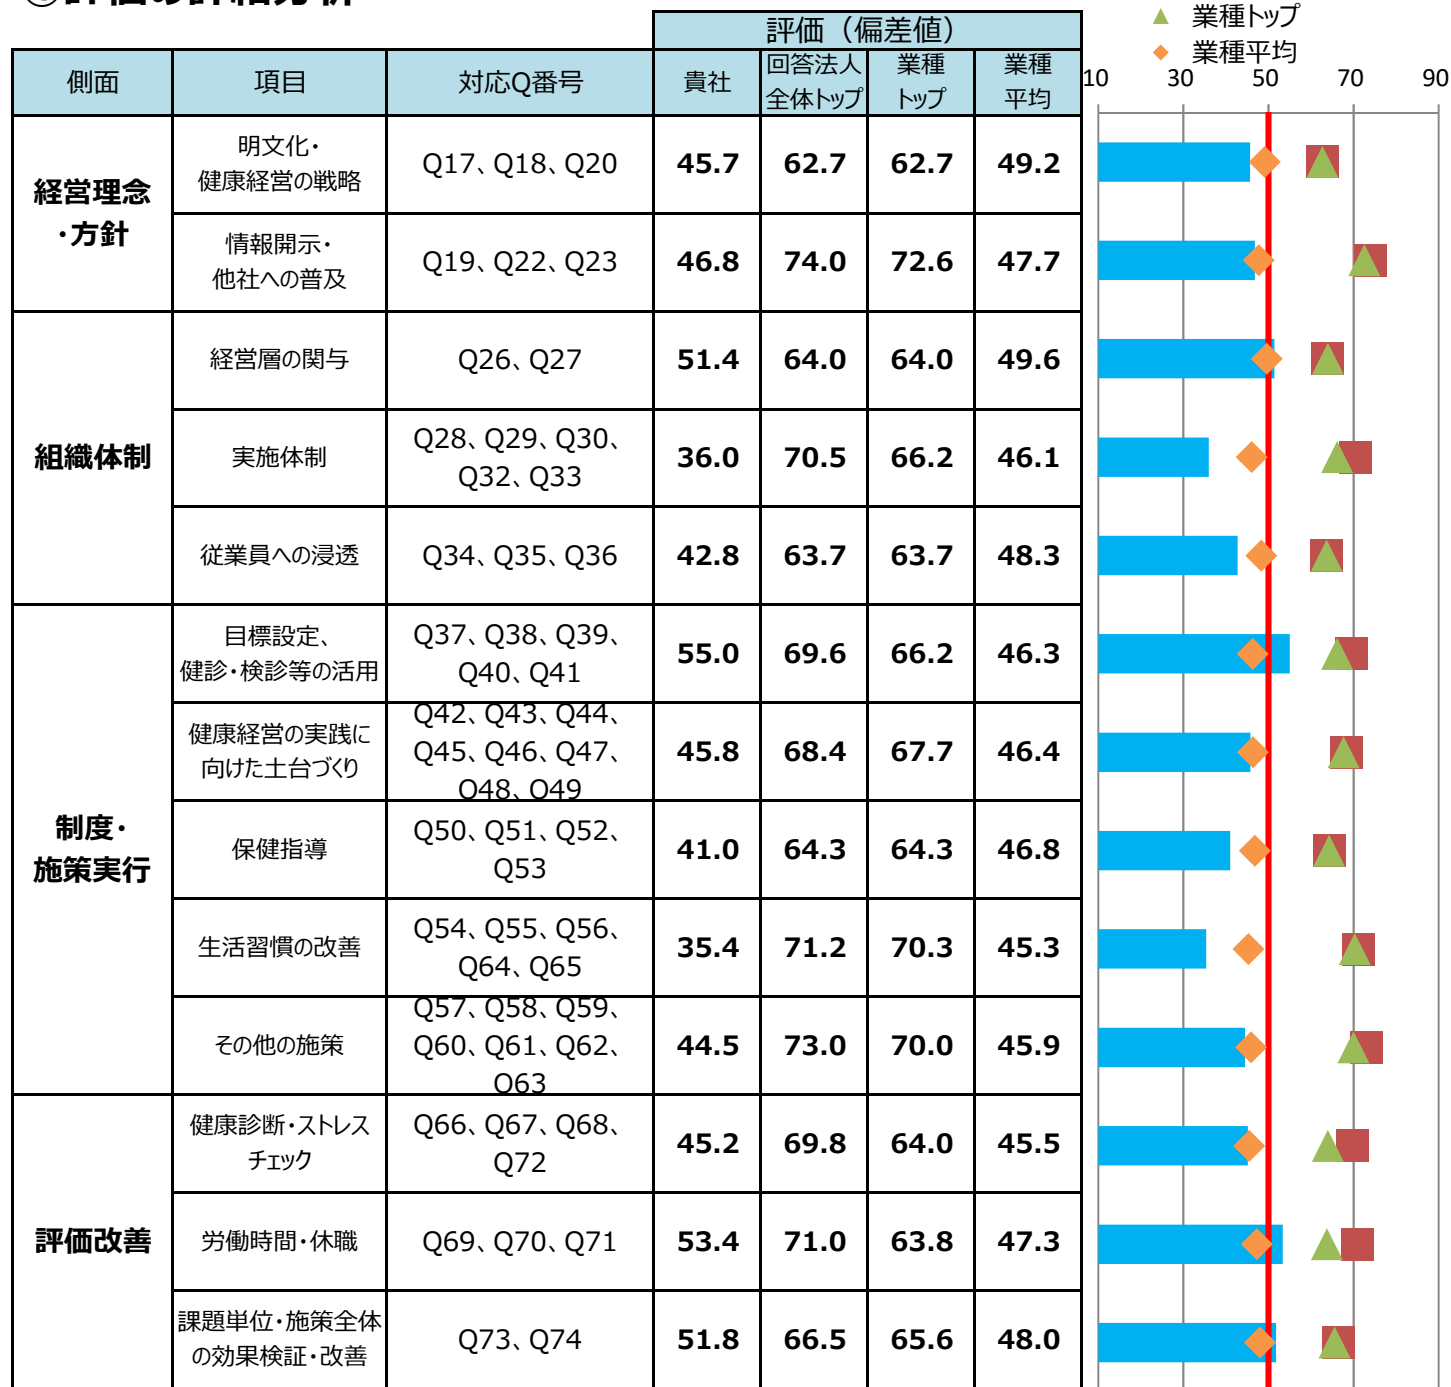 ③評価の詳細分析
業種トップ
業種平均
評価（偏差値）
側面 項目 対応Q番号 貴社 回答法人全体トップ 業種トップ 業種平均
10 30 50 70 90
経営理念・方針
明文化・健康経営の戦略 Q17、Q18、Q20 45.7 62.7 62.7 49.2
情報開示・他社への普及 Q19、Q22、Q23 46.8 74.0 72.6 47.7
組織体制
経営層の関与 Q26、Q27 51.4 64.0 64.0 49.6
実施体制 Q28、Q29、Q30、Q32、Q33 36.0 70.5 66.2 46.1
従業員への浸透 Q34、Q35、Q36 42.8 63.7 63.7 48.3
制度・施策実行
目標設定、健診・検診等の活用 Q37、Q38、Q39、Q40、Q41 55.0 69.6 66.2 46.3
健康経営の実践に向けた土台づくり Q42、Q43、Q44、Q45、Q46、Q47、Q48、Q49 45.8 68.4 67.7 46.4
保健指導 Q50、Q51、Q52、Q53 41.0 64.3 64.3 46.8
生活習慣の改善 Q54、Q55、Q56、Q64、Q65 35.4 71.2 70.3 45.3
その他の施策 Q57、Q58、Q59、Q60、Q61、Q62、Q63 44.5 73.0 70.0 45.9
評価改善
健康診断・ストレスチェック Q66、Q67、Q68、Q72 45.2 69.8 64.0 45.5
労働時間・休職 Q69、Q70、Q71 53.4 71.0 63.8 47.3
課題単位・施策全体の効果検証・改善 Q73、Q74 51.8 66.5 65.6 48.0